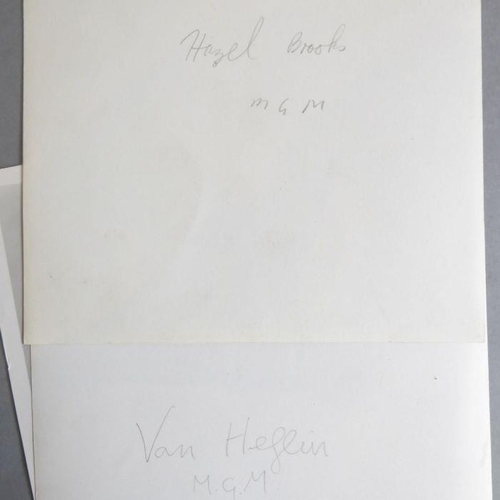 Hazel Brooks
M G M
Van Heflin
M.G.M